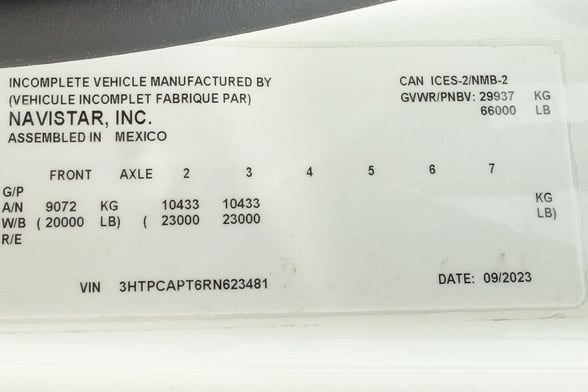 INCOMPLETE VEHICLE MANUFACTURED BY
(VEHICULE INCOMPLET FABRIQUE PAR)
NAVISTAR, INC.
ASSEMBLED IN MEXICO
CAN ICES-2/NMB-2
GVWR/PNBV: 29937 KG
66000 LB
FRONT AXLE 2 3 4 5 6 7
G/P
A/N 9072 KG 10433 10433 KG
W/B ( 20000 LB) ( 23000 23000 LB)
R/E
VIN 3HTPCAPT6RN623481
DATE: 09/2023